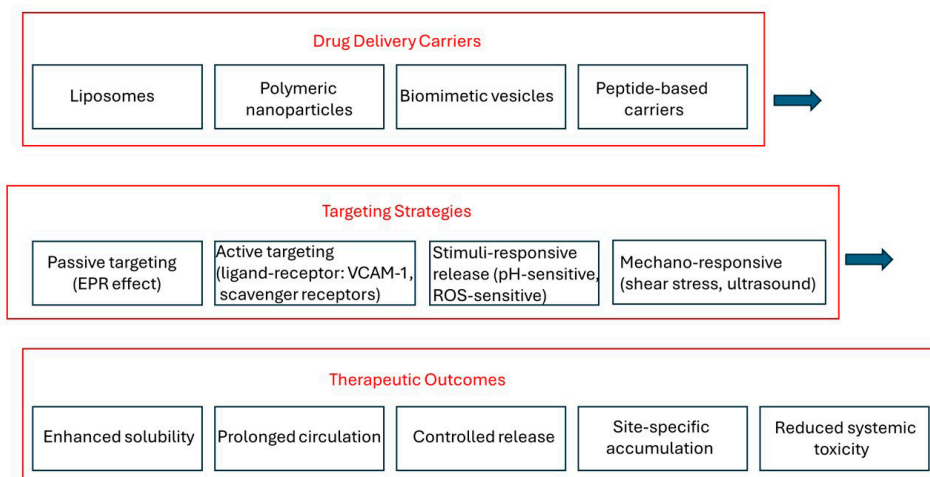 Drug Delivery Carriers
Liposomes
Polymeric
nanoparticles
Biomimetic vesicles
Peptide-based
carriers
Targeting Strategies
Passive targeting
(EPR effect)
Active targeting
(ligand-receptor: VCAM-1,
scavenger receptors)
Stimuli-responsive
release (pH-sensitive,
ROS-sensitive)
Mechano-responsive
(shear stress, ultrasound)
Therapeutic Outcomes
Enhanced solubility
Prolonged circulation
Controlled release
Site-specific
accumulation
Reduced systemic
toxicity